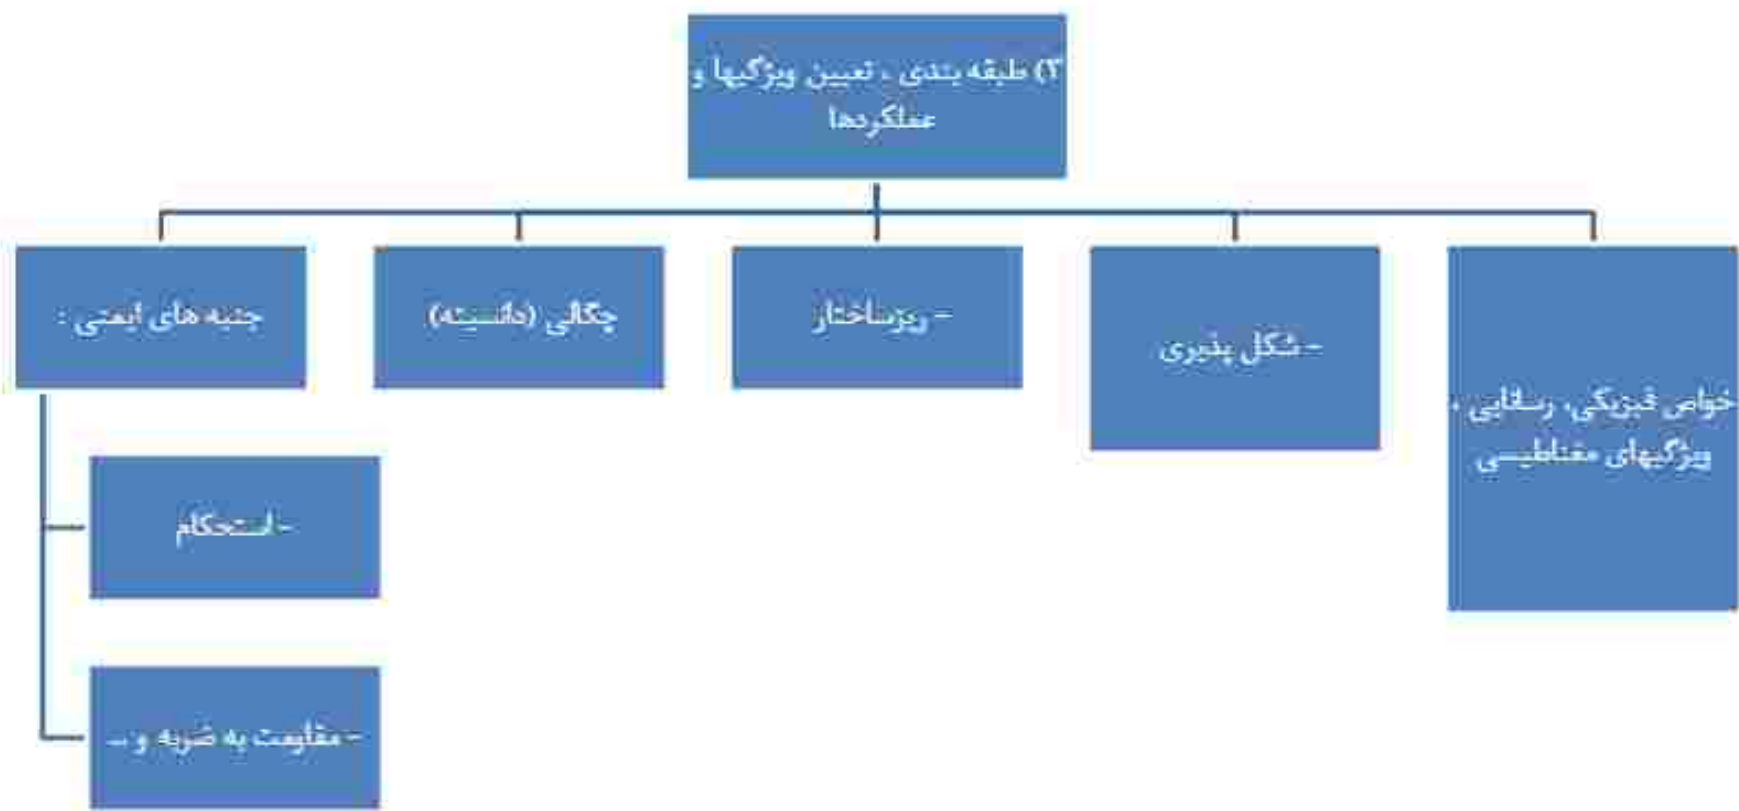 ۳) طبقه بندی ، تعیین ویژگیها و
عملکردها
خواص فیزیکی، رسانایی ،
ویژگیهای مغناطیسی
- شکل پذیری
- ریزساختار
چگالی (دانسیته)
جنبه های ایمنی :
- استحکام
- مقاومت به ضربه و ...